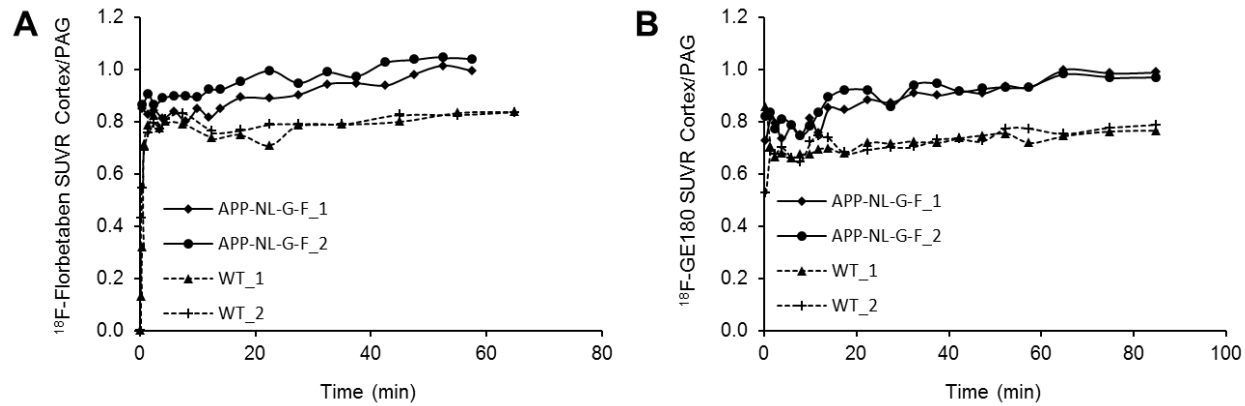 A
¹⁸F-Florbetaben SUVR Cortex/PAG
1.2
1.0
0.8
0.6
0.4
0.2
0.0
APP-NL-G-F_1
APP-NL-G-F_2
WT_1
WT_2
0 20 40 60 80
Time (min)
B
¹⁸F-GE180 SUVR Cortex/PAG
1.2
1.0
0.8
0.6
0.4
0.2
0.0
APP-NL-G-F_1
APP-NL-G-F_2
WT_1
WT_2
0 20 40 60 80 100
Time (min)